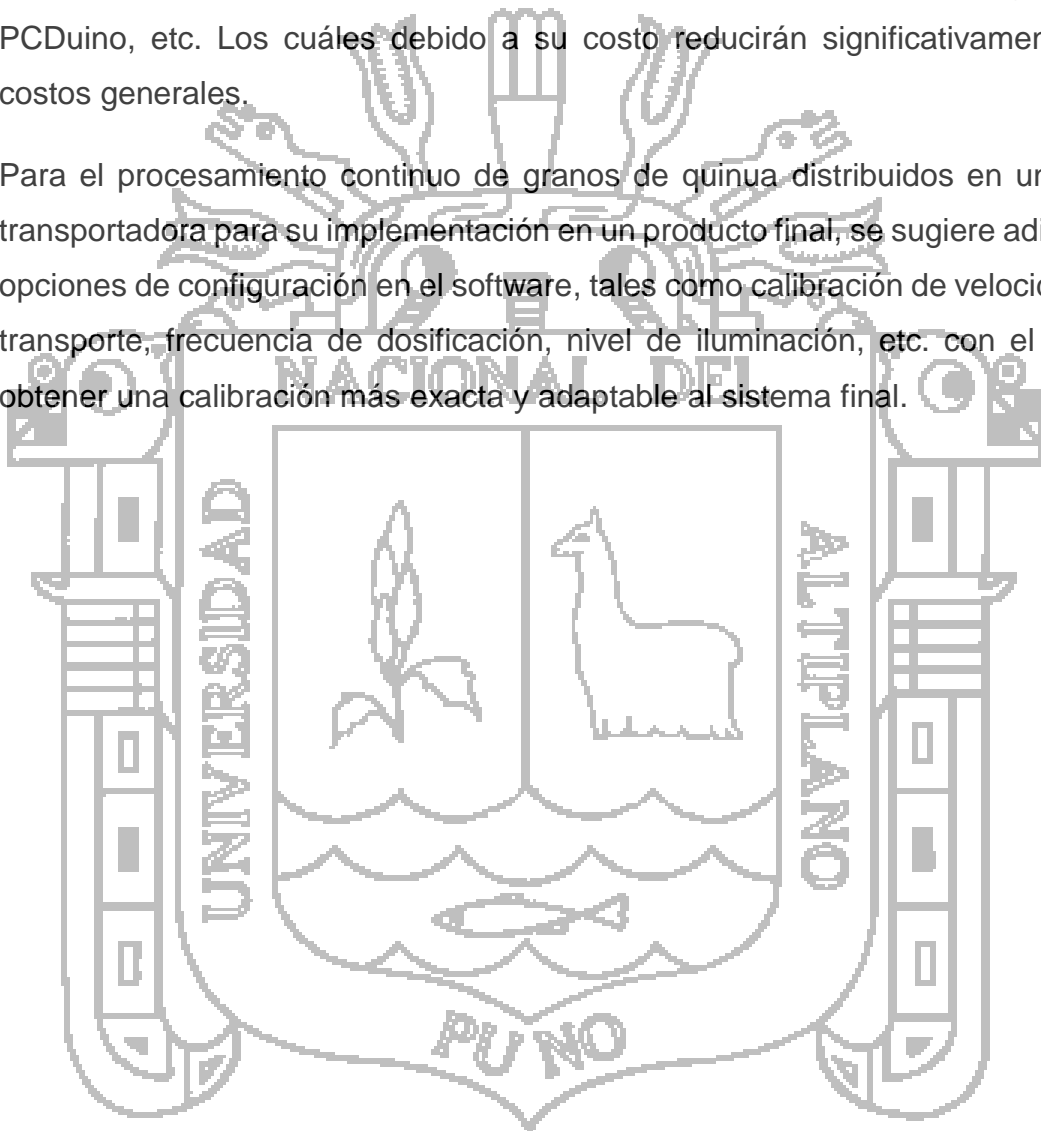 PCDuino, etc. Los cuáles debido a su costo reducirán significativamen
costos generales.
Para el procesamiento continuo de granos de quinua distribuidos en un
transportadora para su implementación en un producto final, se sugiere adi
opciones de configuración en el software, tales como calibración de veloci
transporte, frecuencia de dosificación, nivel de iluminación, etc. con el
obtener una calibración más exacta y adaptable al sistema final.
NACIONAL DEL
UNIVERSIDAD
ALTIPLANO
PUNO